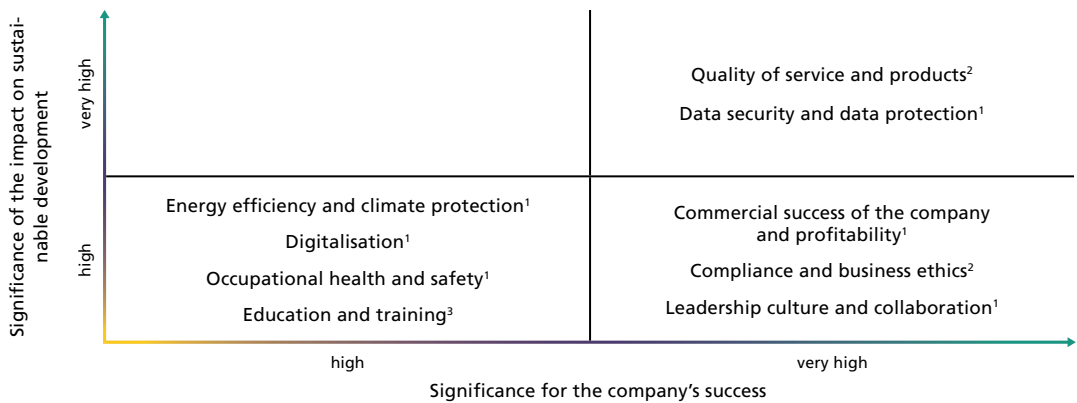 Significance of the impact on sustai-
nable development
very high
high
Quality of service and products²
Data security and data protection¹
Energy efficiency and climate protection¹
Digitalisation¹
Occupational health and safety¹
Education and training³
Commercial success of the company
and profitability¹
Compliance and business ethics²
Leadership culture and collaboration¹
high
very high
Significance for the company’s success